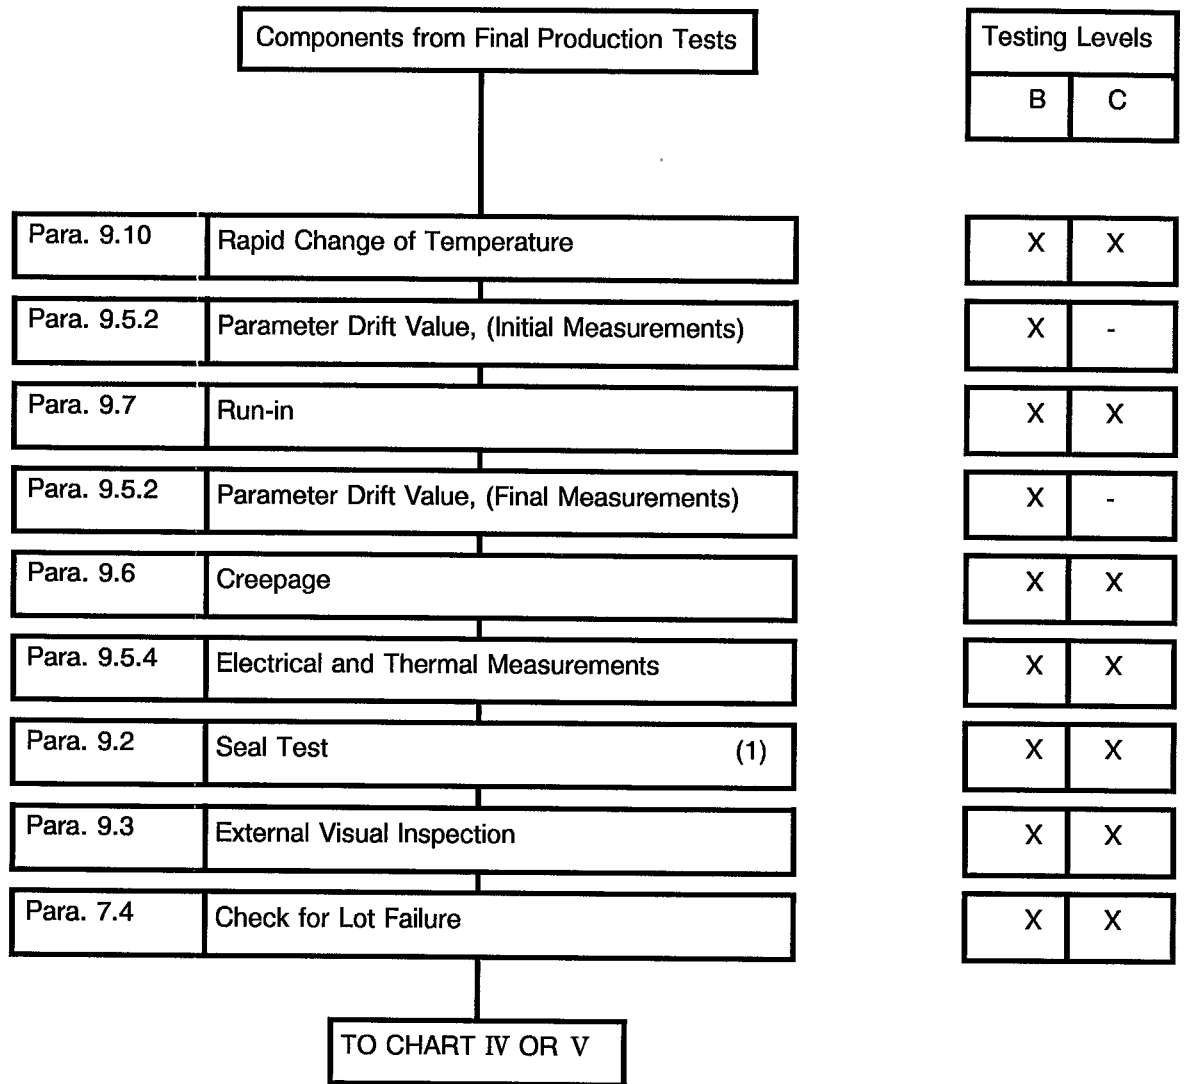 Components from Final Production Tests
Testing Levels
B C
Para. 9.10 Rapid Change of Temperature X X
Para. 9.5.2 Parameter Drift Value, (Initial Measurements) X -
Para. 9.7 Run-in X X
Para. 9.5.2 Parameter Drift Value, (Final Measurements) X -
Para. 9.6 Creepage X X
Para. 9.5.4 Electrical and Thermal Measurements X X
Para. 9.2 Seal Test (1) X X
Para. 9.3 External Visual Inspection X X
Para. 7.4 Check for Lot Failure X X
TO CHART IV OR V